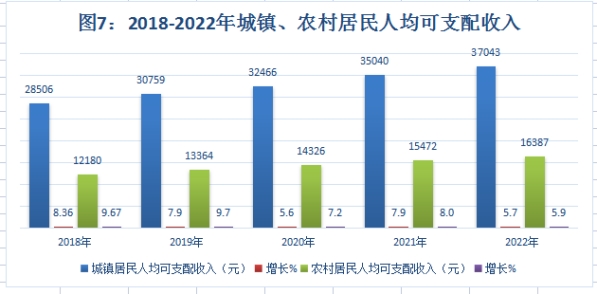 图7：2018-2022年城镇、农村居民人均可支配收入
28506 12180 8.36 9.67
30759 13364 7.9 9.7
32466 14326 5.6 7.2
35040 15472 7.9 8.0
37043 16387 5.7 5.9
2018年 2019年 2020年 2021年 2022年
城镇居民人均可支配收入（元） 增长% 农村居民人均可支配收入（元） 增长%